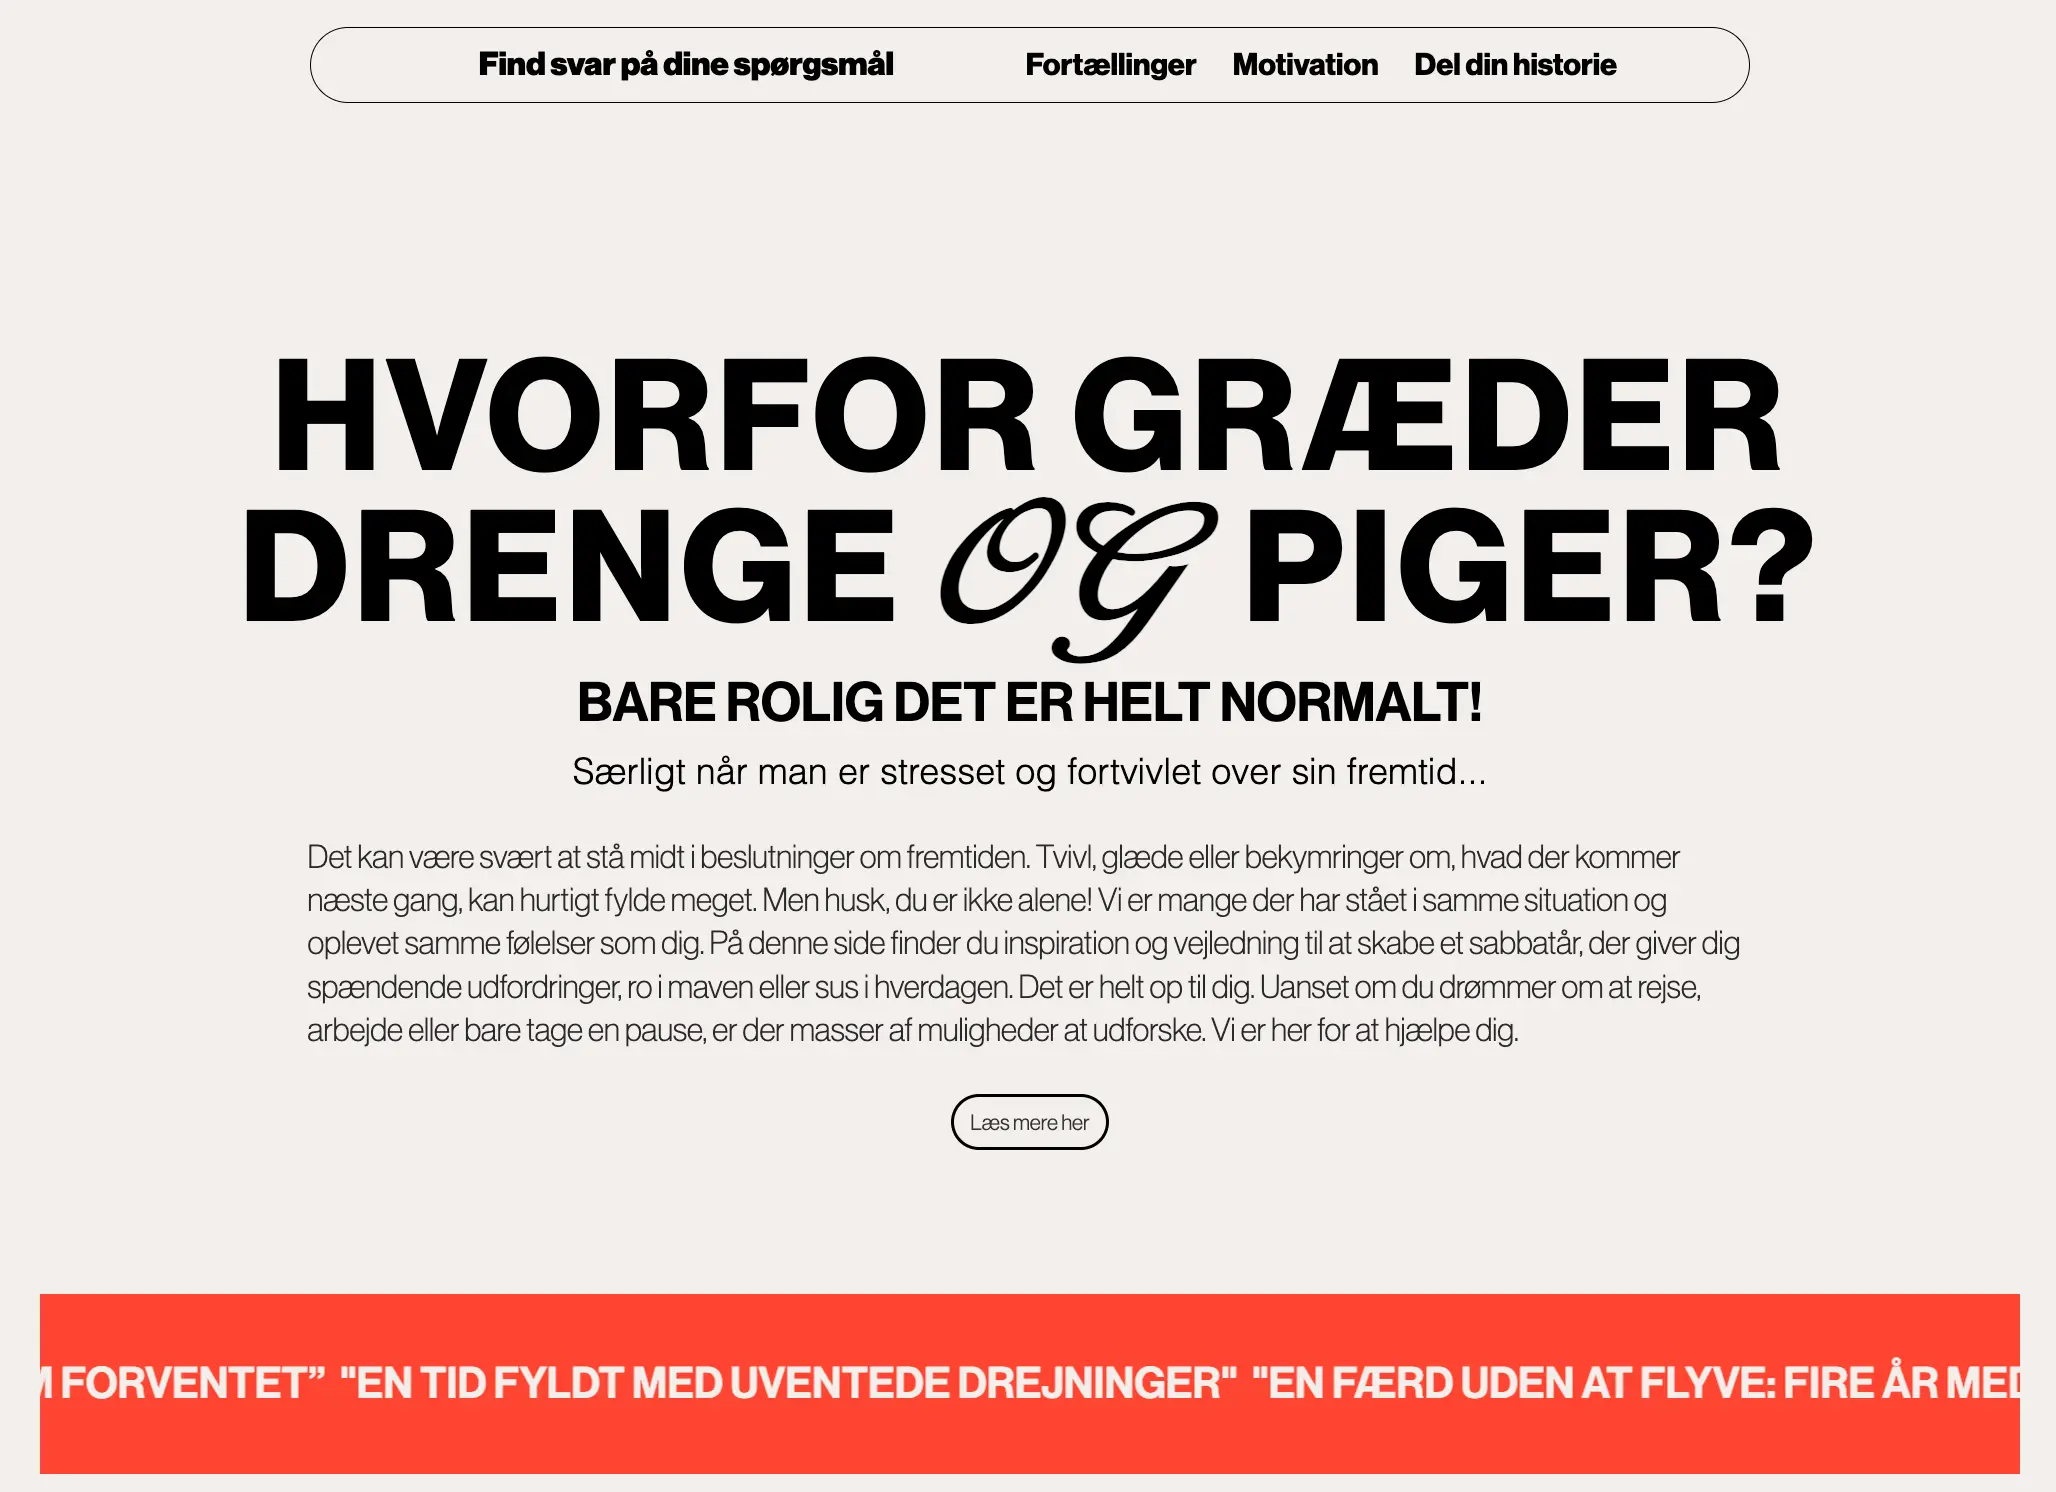 Find svar på dine spørgsmål Fortællinger Motivation Del din historie
HVORFOR GRÆDER
DRENGE OG PIGER?
BARE ROLIG DET ER HELT NORMALT!
Særligt når man er stresset og fortvivlet over sin fremtid...
Det kan være svært at stå midt i beslutninger om fremtiden. Tvivl, glæde eller bekymringer om, hvad der kommer
næste gang, kan hurtigt fylde meget. Men husk, du er ikke alene! Vi er mange der har stået i samme situation og
oplevet samme følelser som dig. På denne side finder du inspiration og vejledning til at skabe et sabbatår, der giver dig
spændende udfordringer, ro i maven eller sus i hverdagen. Det er helt op til dig. Uanset om du drømmer om at rejse,
arbejde eller bare tage en pause, er der masser af muligheder at udforske. Vi er her for at hjælpe dig.
Læs mere her
FORVENTET” "EN TID FYLDT MED UVENTEDE DREJNINGER" "EN FÆRD UDEN AT FLYVE: FIRE ÅR MED